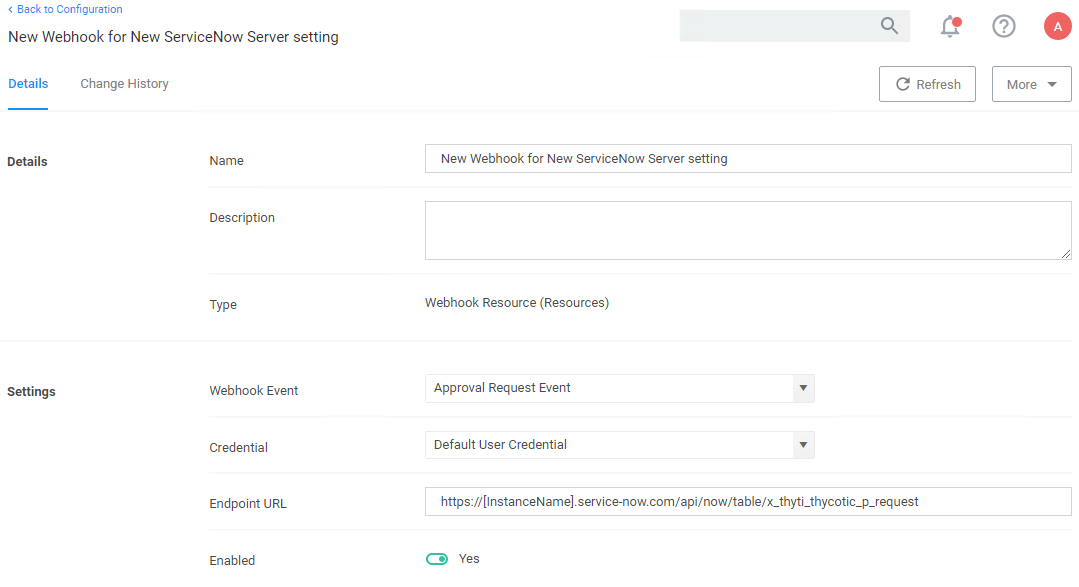 Back to Configuration
New Webhook for New ServiceNow Server setting
A
Details Change History Refresh More
Details Name New Webhook for New ServiceNow Server setting
Description
Type Webhook Resource (Resources)
Settings Webhook Event Approval Request Event
Credential Default User Credential
Endpoint URL https://[InstanceName].service-now.com/api/now/table/x_thyti_thycotic_p_request
Enabled Yes